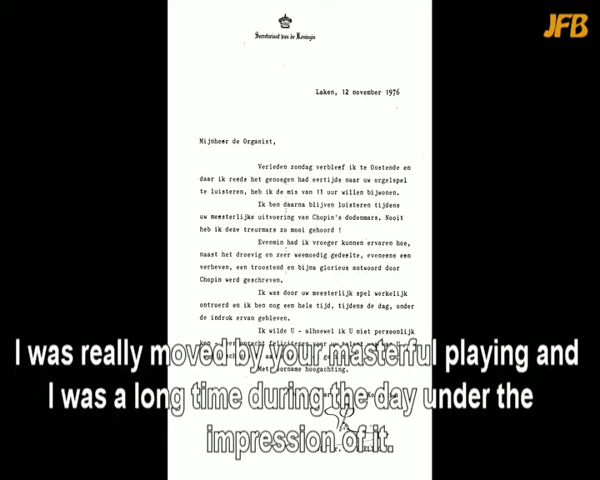 JFB
Secretariaat van de Koningin
Laken, 12 november 1976
Mijnheer de Organist,
Verleden zondag verbleef ik te Oostende en
daar ik reeds het genoegen had eertijds naar uw orgelspel
te luisteren, heb ik de mis van 11 uur willen bijwonen.
Ik ben daarna blijven luisteren tijdens
uw meesterlijke uitvoering van Chopin's dodenmars. Nooit
heb ik deze treurmars zo mooi gehoord !
Evenmin had ik vroeger kunnen ervaren hoe,
naast het droevig en zeer weemoedig gedeelte, eveneens een
verheven, een troostend en bijna glorieus antwoord door
Chopin werd geschreven.
Ik was door uw meesterlijk spel werkelijk
ontroerd en ik ben nog een hele tijd, tijdens de dag, onder
de indruk ervan gebleven.
Ik wilde U - alhoewel ik U niet persoonlijk
I was really moved by your masterful playing and
Met voorname hoogachting.
I was a long time during the day under the
impression of it.